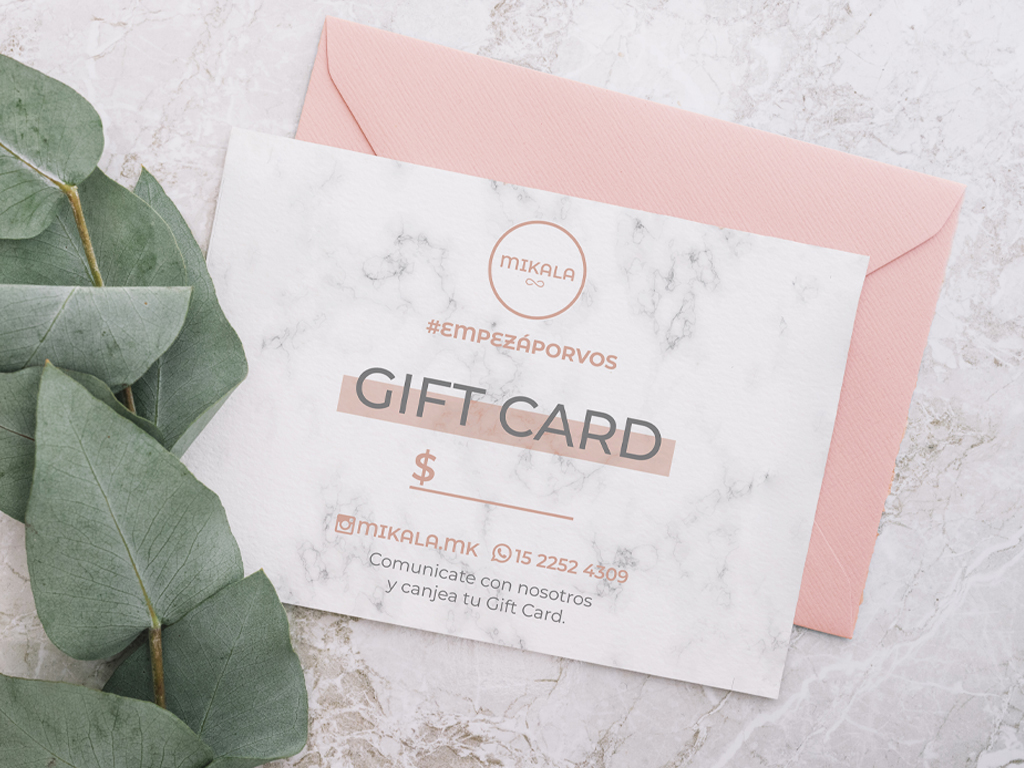 MIKALA
#EMPEZÁPORVOS
GIFT CARD
$
MIKALA.MK 15 2252 4309
Comunicate con nosotros
y canjea tu Gift Card.